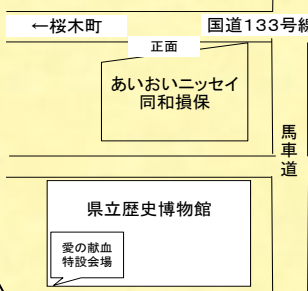 ←桜木町
国道133号線
正面
あいおいニッセイ
同和損保
馬車道
県立歴史博物館
愛の献血
特設会場